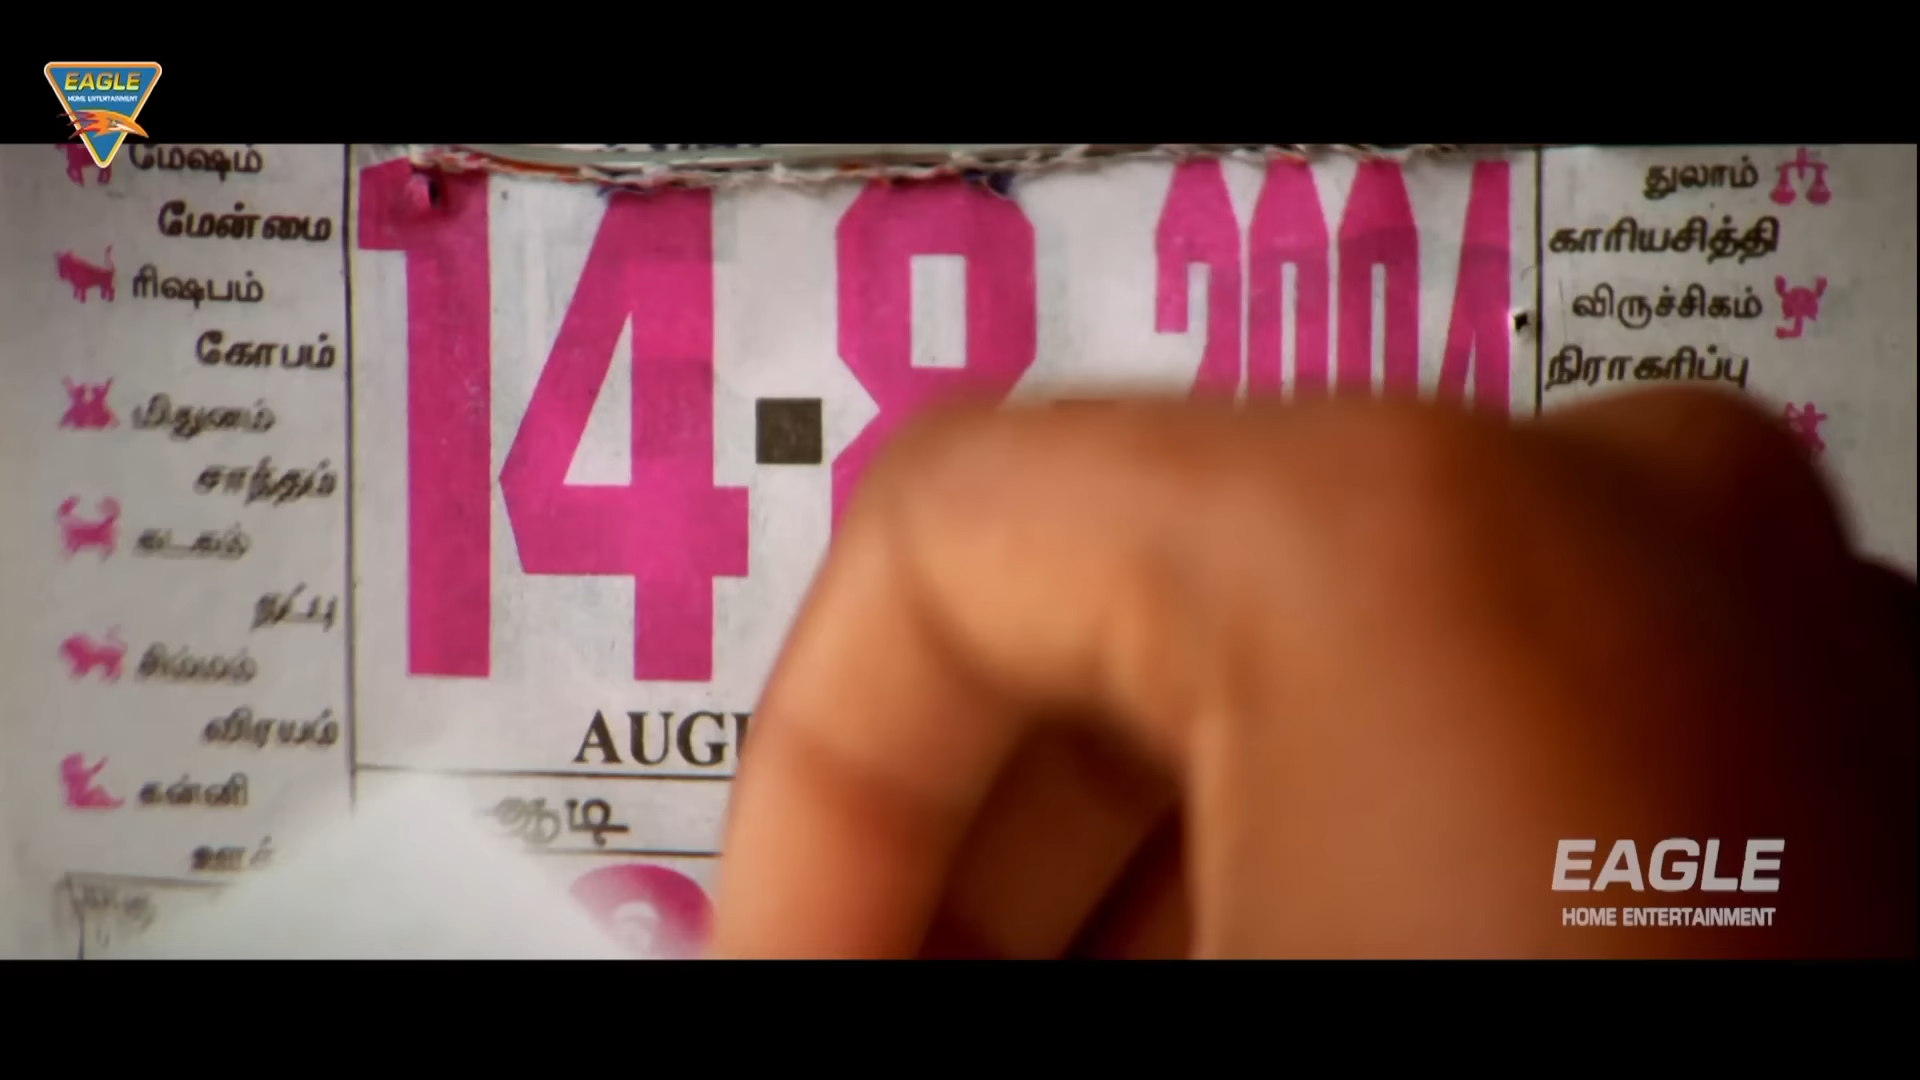 EAGLE
HOME ENTERTAINMENT
மேஷம்
மேன்மை
ரிஷபம்
கோபம்
மிதுனம்
சாந்தம்
கடகம்
நட்பு
சிம்மம்
விரயம்
கன்னி
14.8 2004
AUGU
ஆடி
துலாம்
காரியசித்தி
விருச்சிகம்
நிராகரிப்பு
EAGLE
HOME ENTERTAINMENT